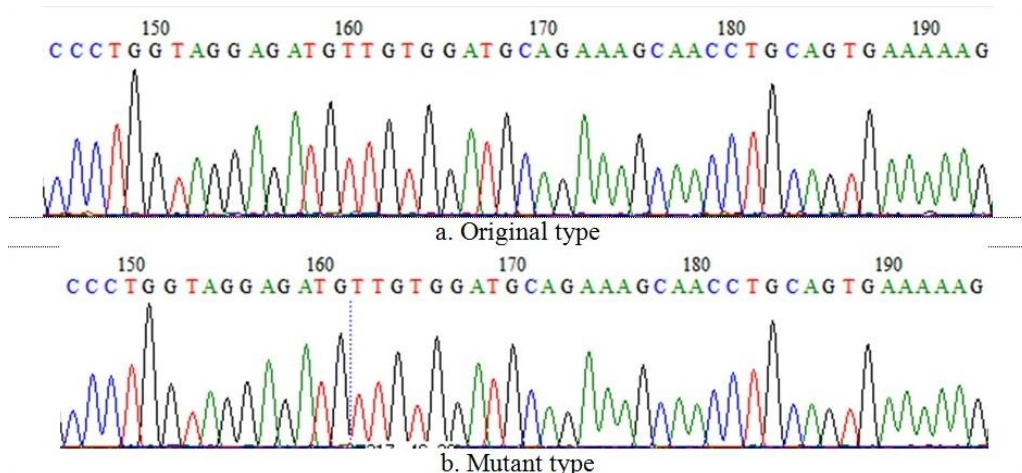 150 160 170 180 190
CCCTGGTAGGAGATGTTGTGGATGCAGAAAGCAACCTGCAGTGAAAAAG
a. Original type
150 160 170 180 190
CCCTGGTAGGAGATGTTGTGGATGCAGAAAGCAACCTGCAGTGAAAAAG
b. Mutant type